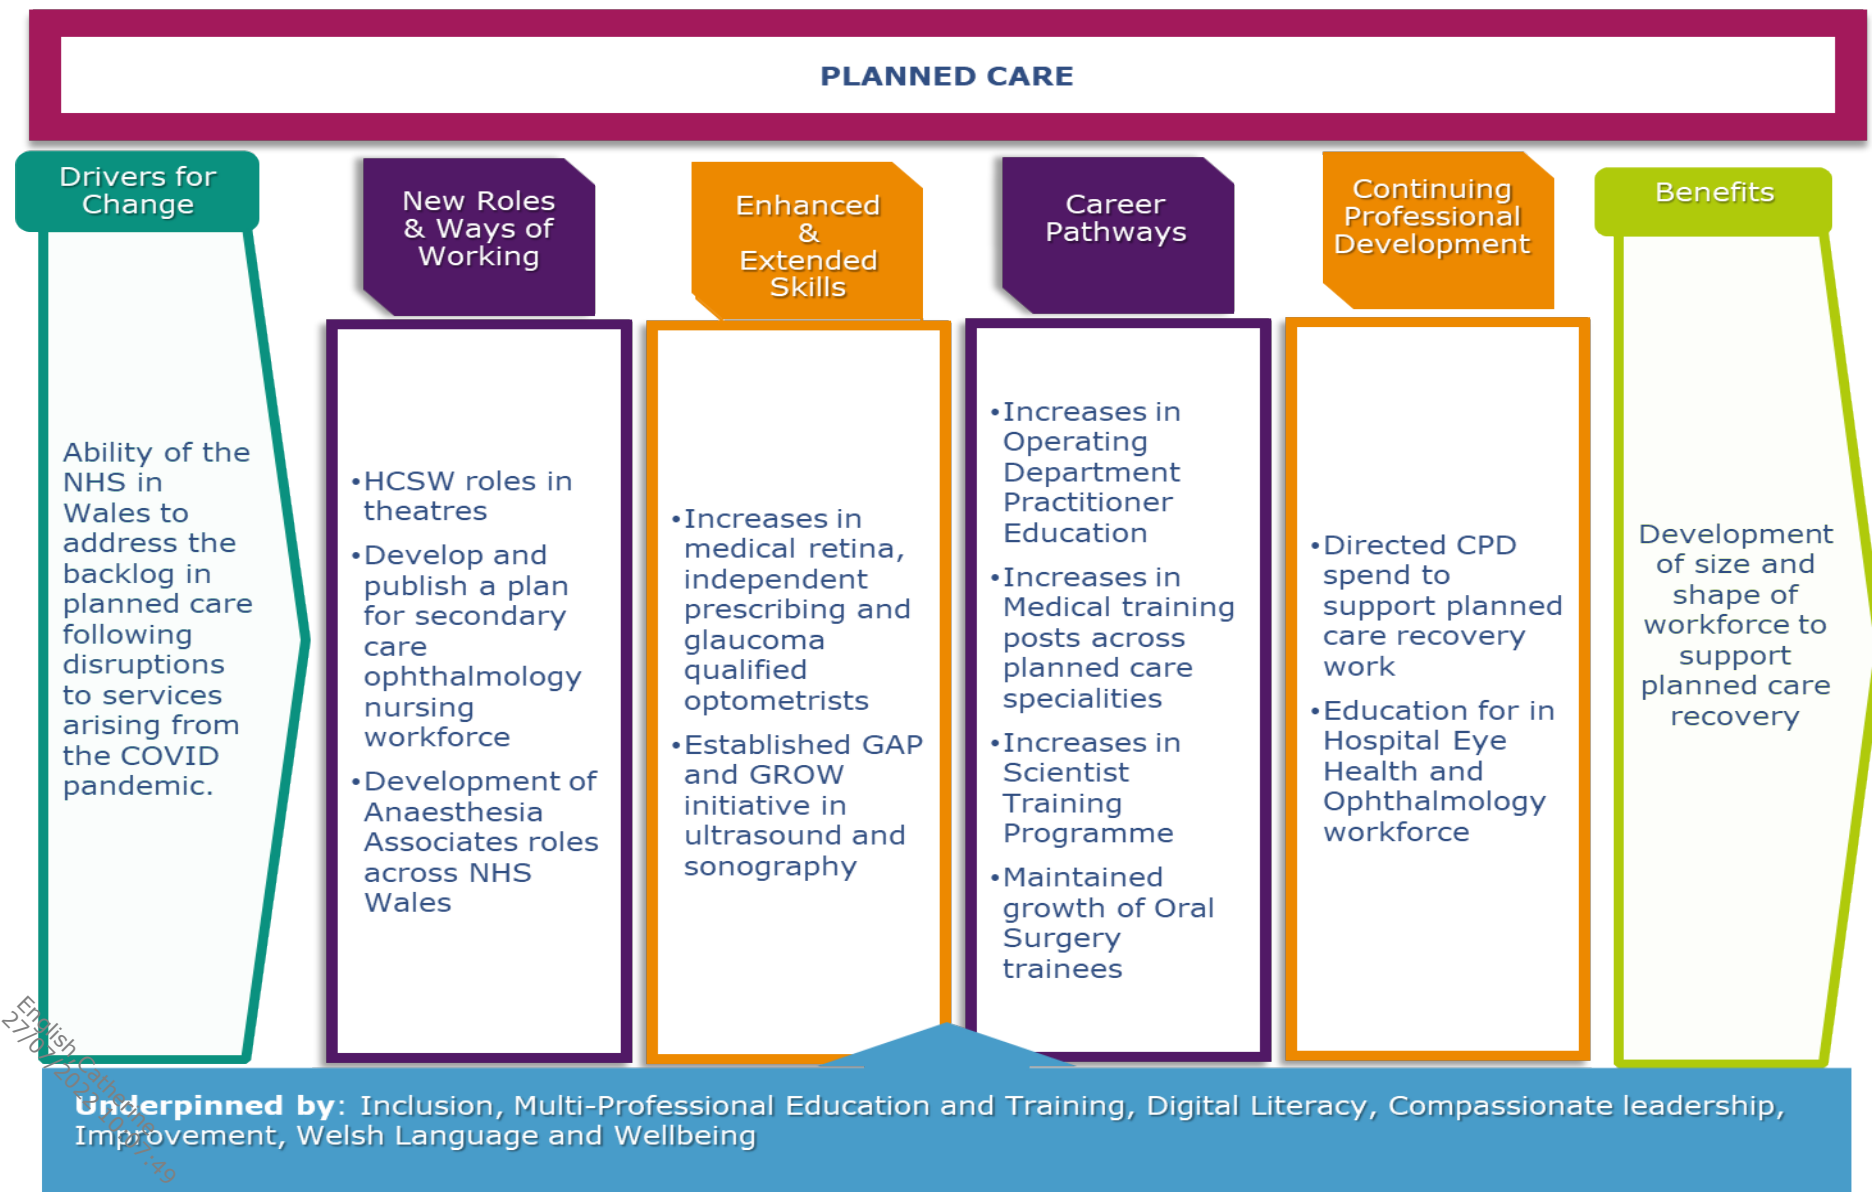 PLANNED CARE
Drivers for
Change
Ability of the
NHS in
Wales to
address the
backlog in
planned care
following
disruptions
to services
arising from
the COVID
pandemic.
New Roles
& Ways of
Working
•HCSW roles in
theatres
•Develop and
publish a plan
for secondary
care
ophthalmology
nursing
workforce
•Development of
Anaesthesia
Associates roles
across NHS
Wales
Enhanced
&
Extended
Skills
•Increases in
medical retina,
independent
prescribing and
glaucoma
qualified
optometrists
•Established GAP
and GROW
initiative in
ultrasound and
sonography
Career
Pathways
•Increases in
Operating
Department
Practitioner
Education
•Increases in
Medical training
posts across
planned care
specialities
•Increases in
Scientist
Training
Programme
•Maintained
growth of Oral
Surgery
trainees
Continuing
Professional
Development
•Directed CPD
spend to
support planned
care recovery
work
•Education for in
Hospital Eye
Health and
Ophthalmology
workforce
Benefits
Development
of size and
shape of
workforce to
support
planned care
recovery
Underpinned by: Inclusion, Multi-Professional Education and Training, Digital Literacy, Compassionate leadership,
Improvement, Welsh Language and Wellbeing
English